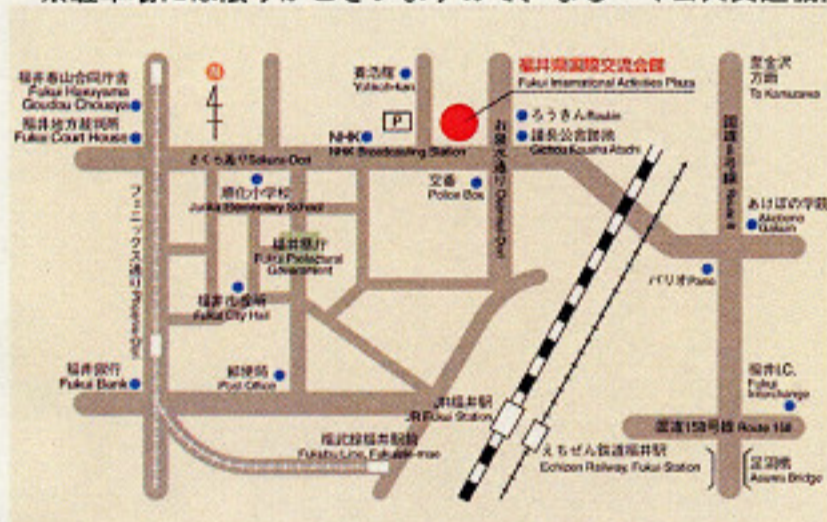 福井春山合同庁舎
Fukui Haruyama
Goudou Chousya
福井地方裁判所
Fukui Court House
N
養浩館
Yokoh-kan
P
NHK
NHK Broadcasting Station
福井県国際交流会館
Fukui International Activities Plaza
ろうきん Roukin
議長公舎跡地
Gichou Kousha Atochi
至金沢
方面
To Kanazawa
さくら通り Sakura-Dori
順化小学校
Junka Elementary School
交番
Police Box
お泉水通り
国道8号線 Route 8
あけぼの学園
Akebono
Gakuin
フェニックス通り Phoenix-Dori
福井県庁
Fukui Prefectural
Government
パリオ Pario
福井市役所
Fukui City Hall
福井銀行
Fukui Bank
郵便局
Post Office
JR福井駅
JR Fukui Station
福井I.C.
Fukui
Interchange
国道158号線 Route 158
福武線福井駅前
Fukubu Line, Fukui-eki-mae
えちぜん鉄道福井駅
Echizen Railway, Fukui Station
足羽橋
Asuwa Bridge